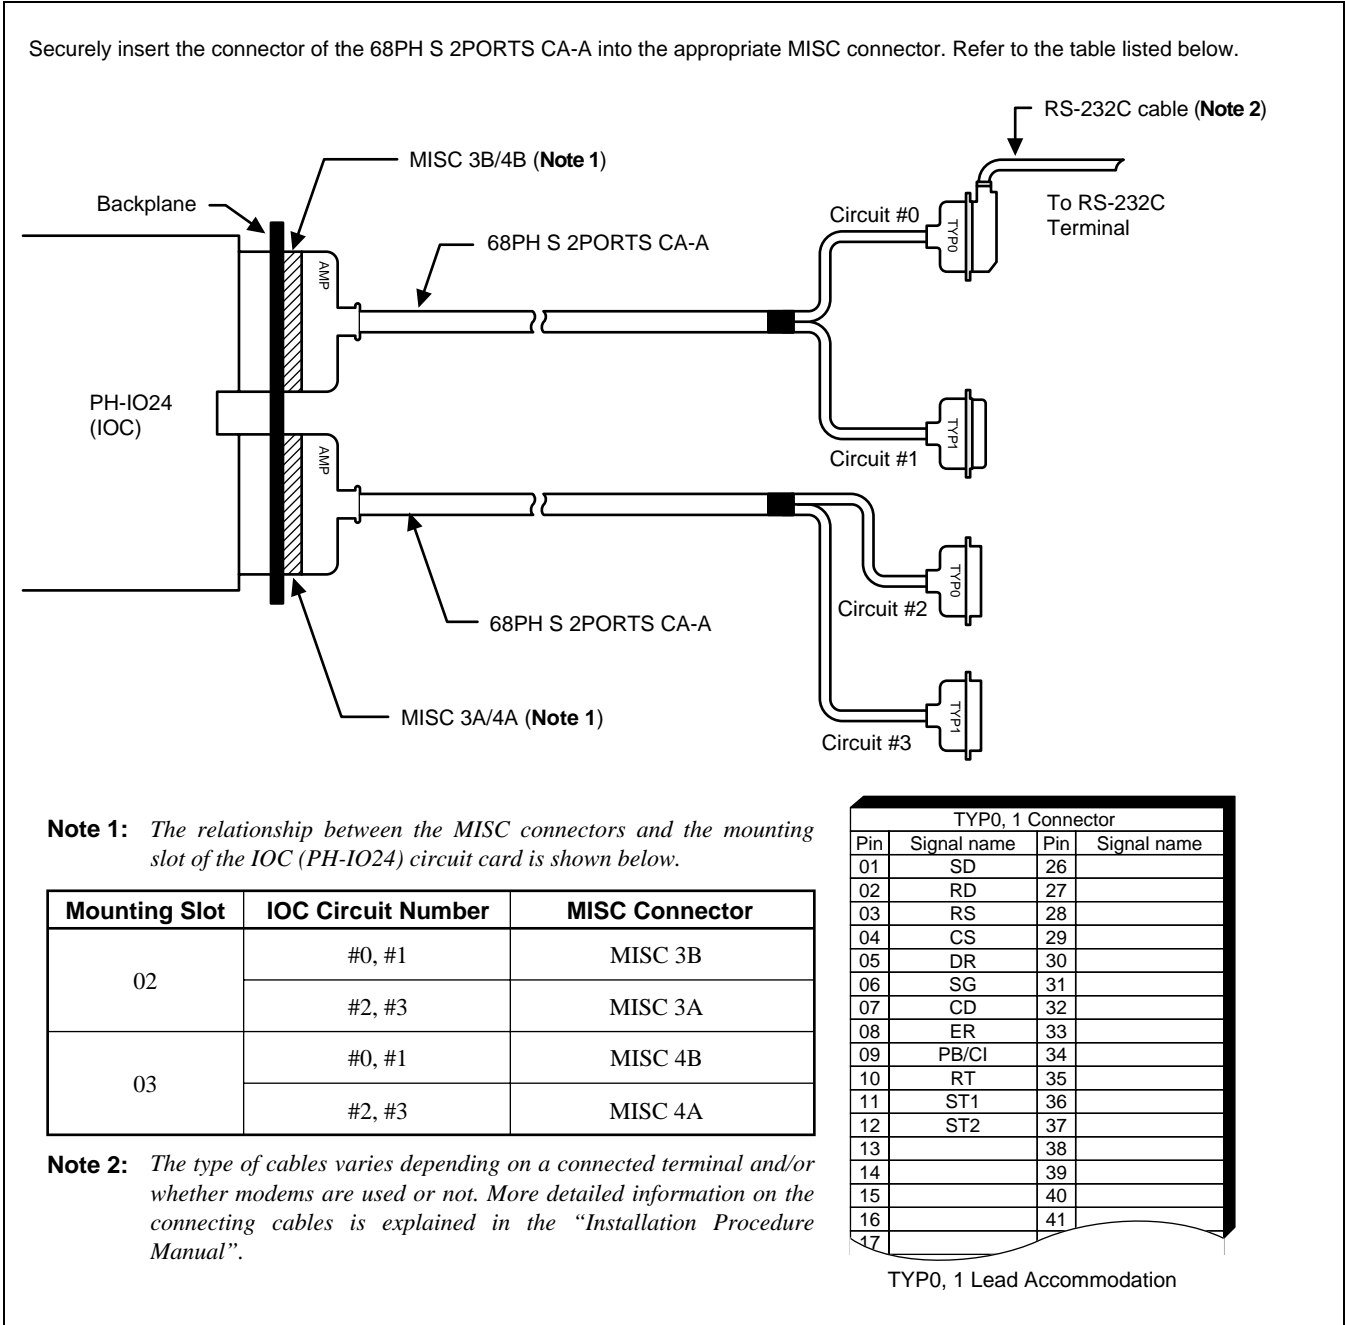 Securely insert the connector of the 68PH S 2PORTS CA-A into the appropriate MISC connector. Refer to the table listed below.
RS-232C cable (Note 2)
MISC 3B/4B (Note 1)
Backplane
Circuit #0
To RS-232C
Terminal
68PH S 2PORTS CA-A
TYP0
AMP
PH-IO24
(IOC)
TYP1
Circuit #1
AMP
TYP0
Circuit #2
68PH S 2PORTS CA-A
TYP1
MISC 3A/4A (Note 1)
Circuit #3
Note 1: The relationship between the MISC connectors and the mounting
slot of the IOC (PH-IO24) circuit card is shown below.
Mounting Slot IOC Circuit Number MISC Connector
02 #0, #1 MISC 3B
#2, #3 MISC 3A
03 #0, #1 MISC 4B
#2, #3 MISC 4A
Note 2: The type of cables varies depending on a connected terminal and/or
whether modems are used or not. More detailed information on the
connecting cables is explained in the “Installation Procedure
Manual”.
TYP0, 1 Connector
Pin Signal name Pin Signal name
01 SD 26
02 RD 27
03 RS 28
04 CS 29
05 DR 30
06 SG 31
07 CD 32
08 ER 33
09 PB/CI 34
10 RT 35
11 ST1 36
12 ST2 37
13 38
14 39
15 40
16 41
17
TYP0, 1 Lead Accommodation